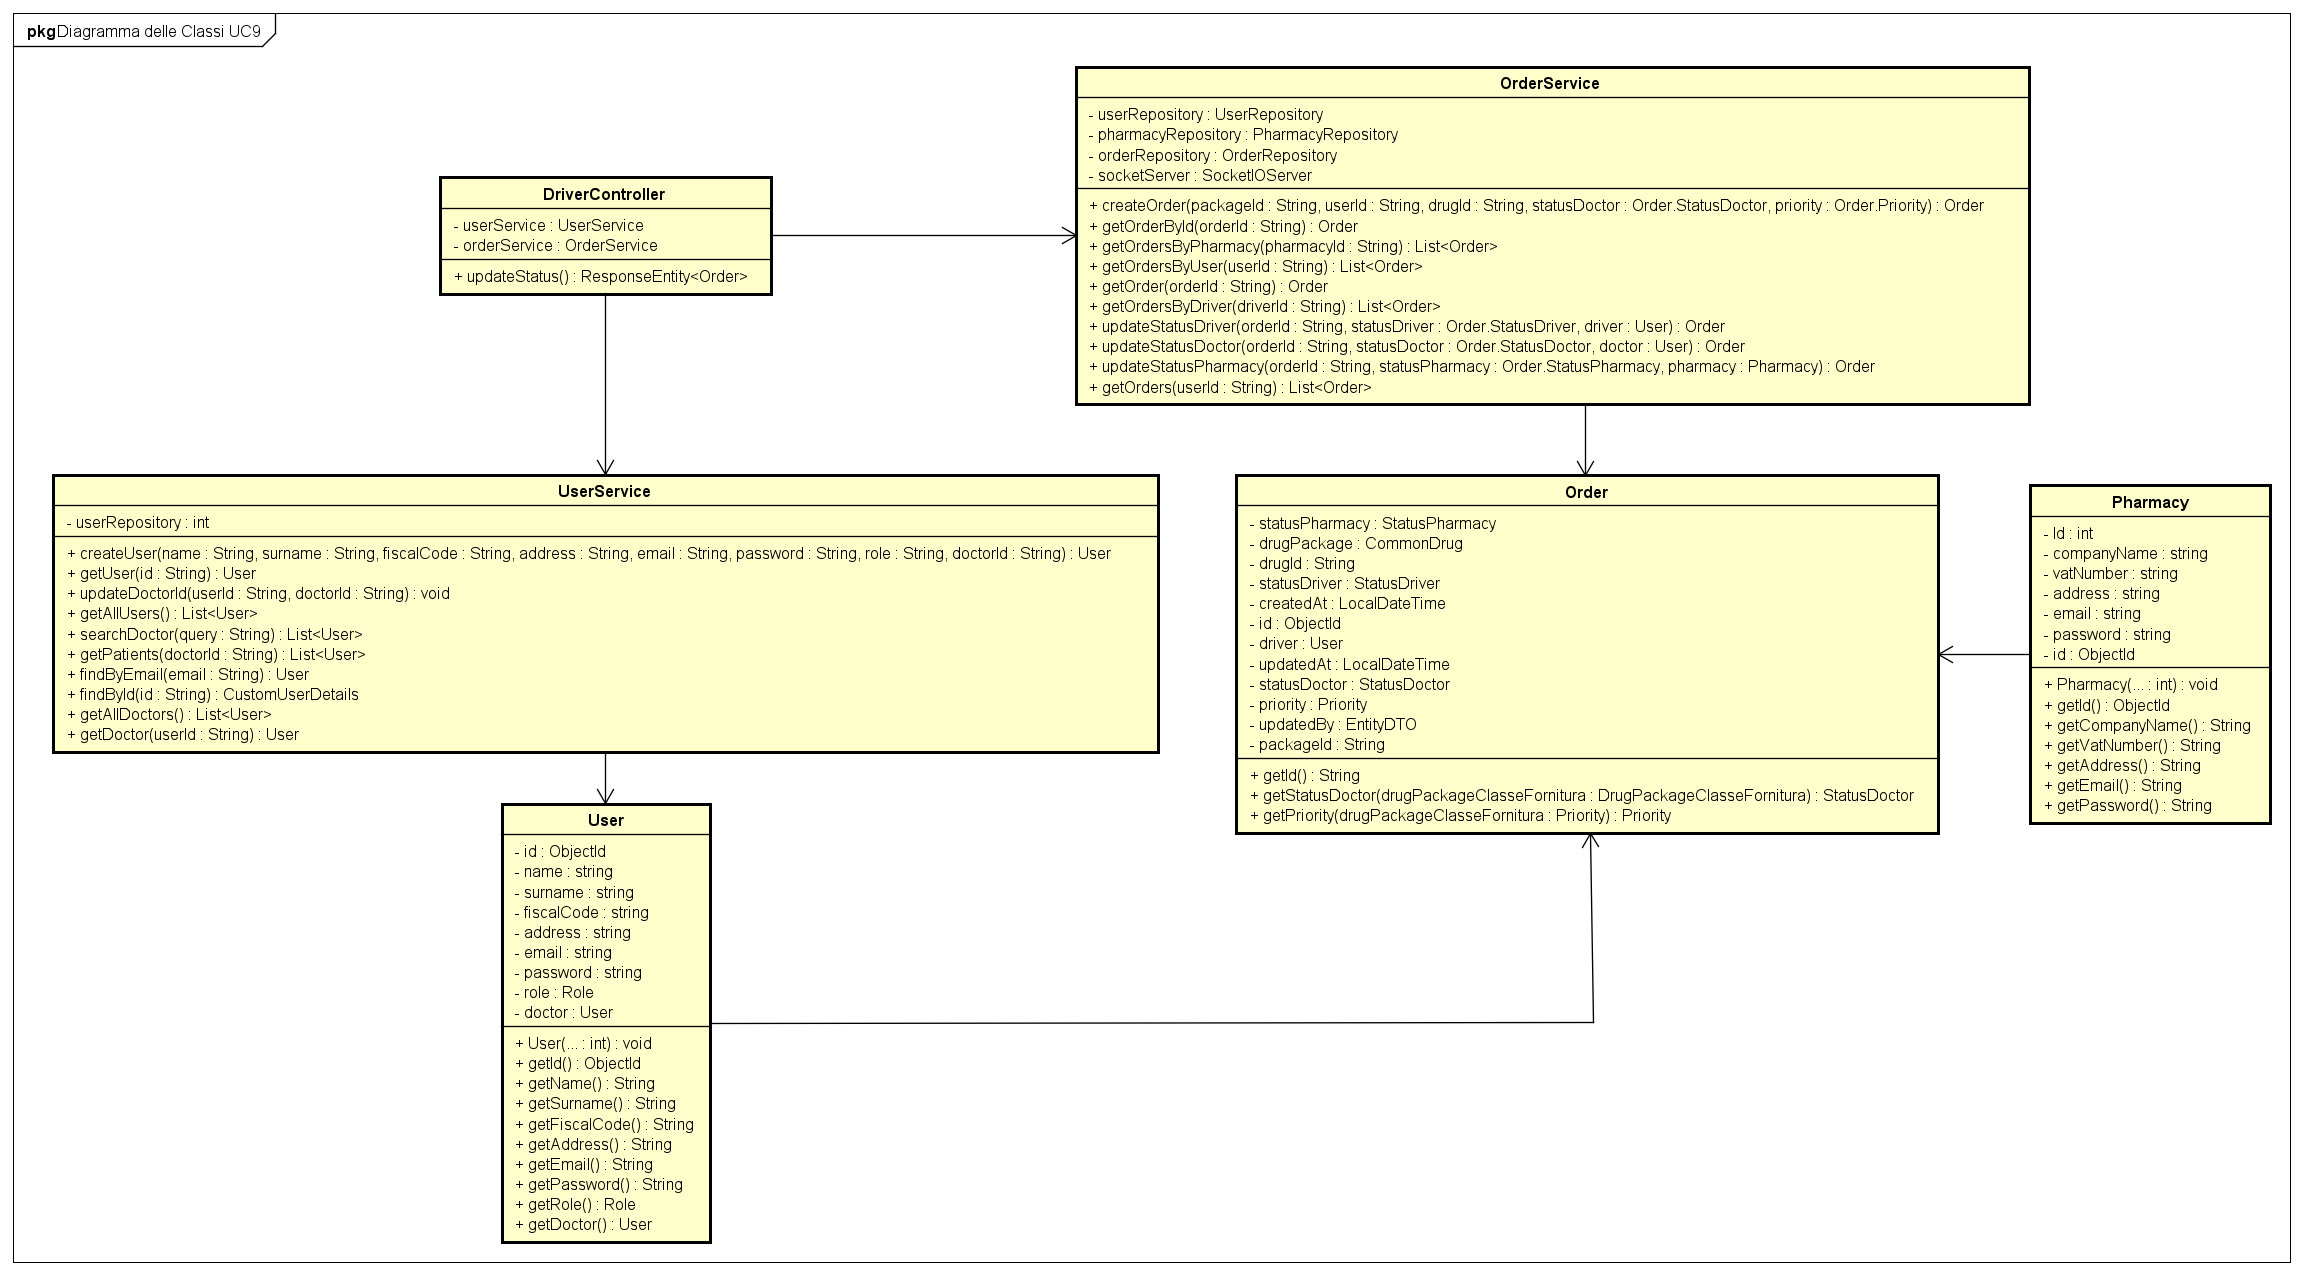 pkg Diagramma delle Classi UC9
OrderService
- userRepository : UserRepository
- pharmacyRepository : PharmacyRepository
- orderRepository : OrderRepository
- socketServer : SocketIOServer
+ createOrder(packageId : String, userId : String, drugId : String, statusDoctor : Order.StatusDoctor, priority : Order.Priority) : Order
+ getOrderById(orderId : String) : Order
+ getOrdersByPharmacy(pharmacyId : String) : List<Order>
+ getOrdersByUser(userId : String) : List<Order>
+ getOrder(orderId : String) : Order
+ getOrdersByDriver(driverId : String) : List<Order>
+ updateStatusDriver(orderId : String, statusDriver : Order.StatusDriver, driver : User) : Order
+ updateStatusDoctor(orderId : String, statusDoctor : Order.StatusDoctor, doctor : User) : Order
+ updateStatusPharmacy(orderId : String, statusPharmacy : Order.StatusPharmacy, pharmacy : Pharmacy) : Order
+ getOrders(userId : String) : List<Order>
DriverController
- userService : UserService
- orderService : OrderService
+ updateStatus() : ResponseEntity<Order>
UserService
- userRepository : int
+ createUser(name : String, surname : String, fiscalCode : String, address : String, email : String, password : String, role : String, doctorId : String) : User
+ getUser(id : String) : User
+ updateDoctorId(userId : String, doctorId : String) : void
+ getAllUsers() : List<User>
+ searchDoctor(query : String) : List<User>
+ getPatients(doctorId : String) : List<User>
+ findByEmail(email : String) : User
+ findById(id : String) : CustomUserDetails
+ getAllDoctors() : List<User>
+ getDoctor(userId : String) : User
Order
- statusPharmacy : StatusPharmacy
- drugPackage : CommonDrug
- drugId : String
- statusDriver : StatusDriver
- createdAt : LocalDateTime
- id : ObjectId
- driver : User
- updatedAt : LocalDateTime
- statusDoctor : StatusDoctor
- priority : Priority
- updatedBy : EntityDTO
- packageId : String
+ getId() : String
+ getStatusDoctor(drugPackageClasseFornitura : DrugPackageClasseFornitura) : StatusDoctor
+ getPriority(drugPackageClasseFornitura : Priority) : Priority
Pharmacy
- Id : int
- companyName : string
- vatNumber : string
- address : string
- email : string
- password : string
- id : ObjectId
+ Pharmacy(... : int) : void
+ getId() : ObjectId
+ getCompanyName() : String
+ getVatNumber() : String
+ getAddress() : String
+ getEmail() : String
+ getPassword() : String
User
- id : ObjectId
- name : string
- surname : string
- fiscalCode : string
- address : string
- email : string
- password : string
- role : Role
- doctor : User
+ User(... : int) : void
+ getId() : ObjectId
+ getName() : String
+ getSurname() : String
+ getFiscalCode() : String
+ getAddress() : String
+ getEmail() : String
+ getPassword() : String
+ getRole() : Role
+ getDoctor() : User